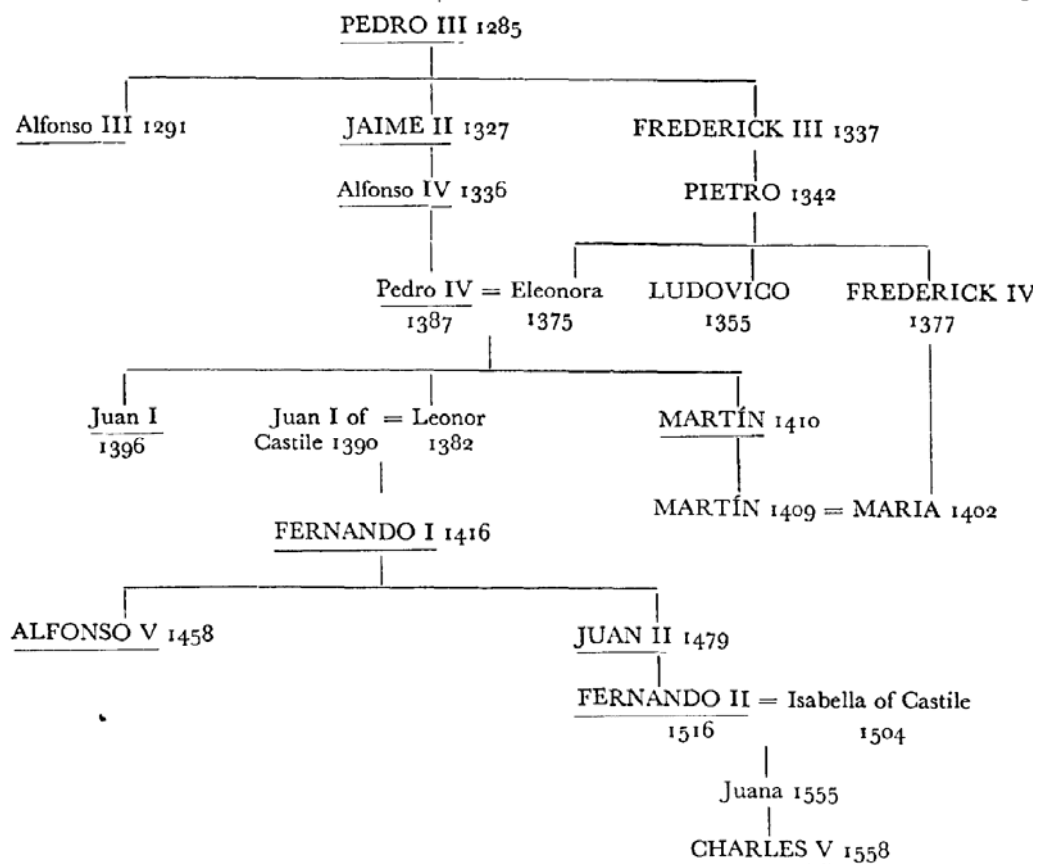 PEDRO III 1285
Alfonso III 1291 JAIME II 1327 FREDERICK III 1337
Alfonso IV 1336 PIETRO 1342
Pedro IV = Eleonora LUDOVICO FREDERICK IV
1387 1375 1355 1377
Juan I Juan I of = Leonor MARTÍN 1410
1396 Castile 1390 1382
MARTÍN 1409 = MARIA 1402
FERNANDO I 1416
ALFONSO V 1458 JUAN II 1479
FERNANDO II = Isabella of Castile
1516 1504
Juana 1555
CHARLES V 1558